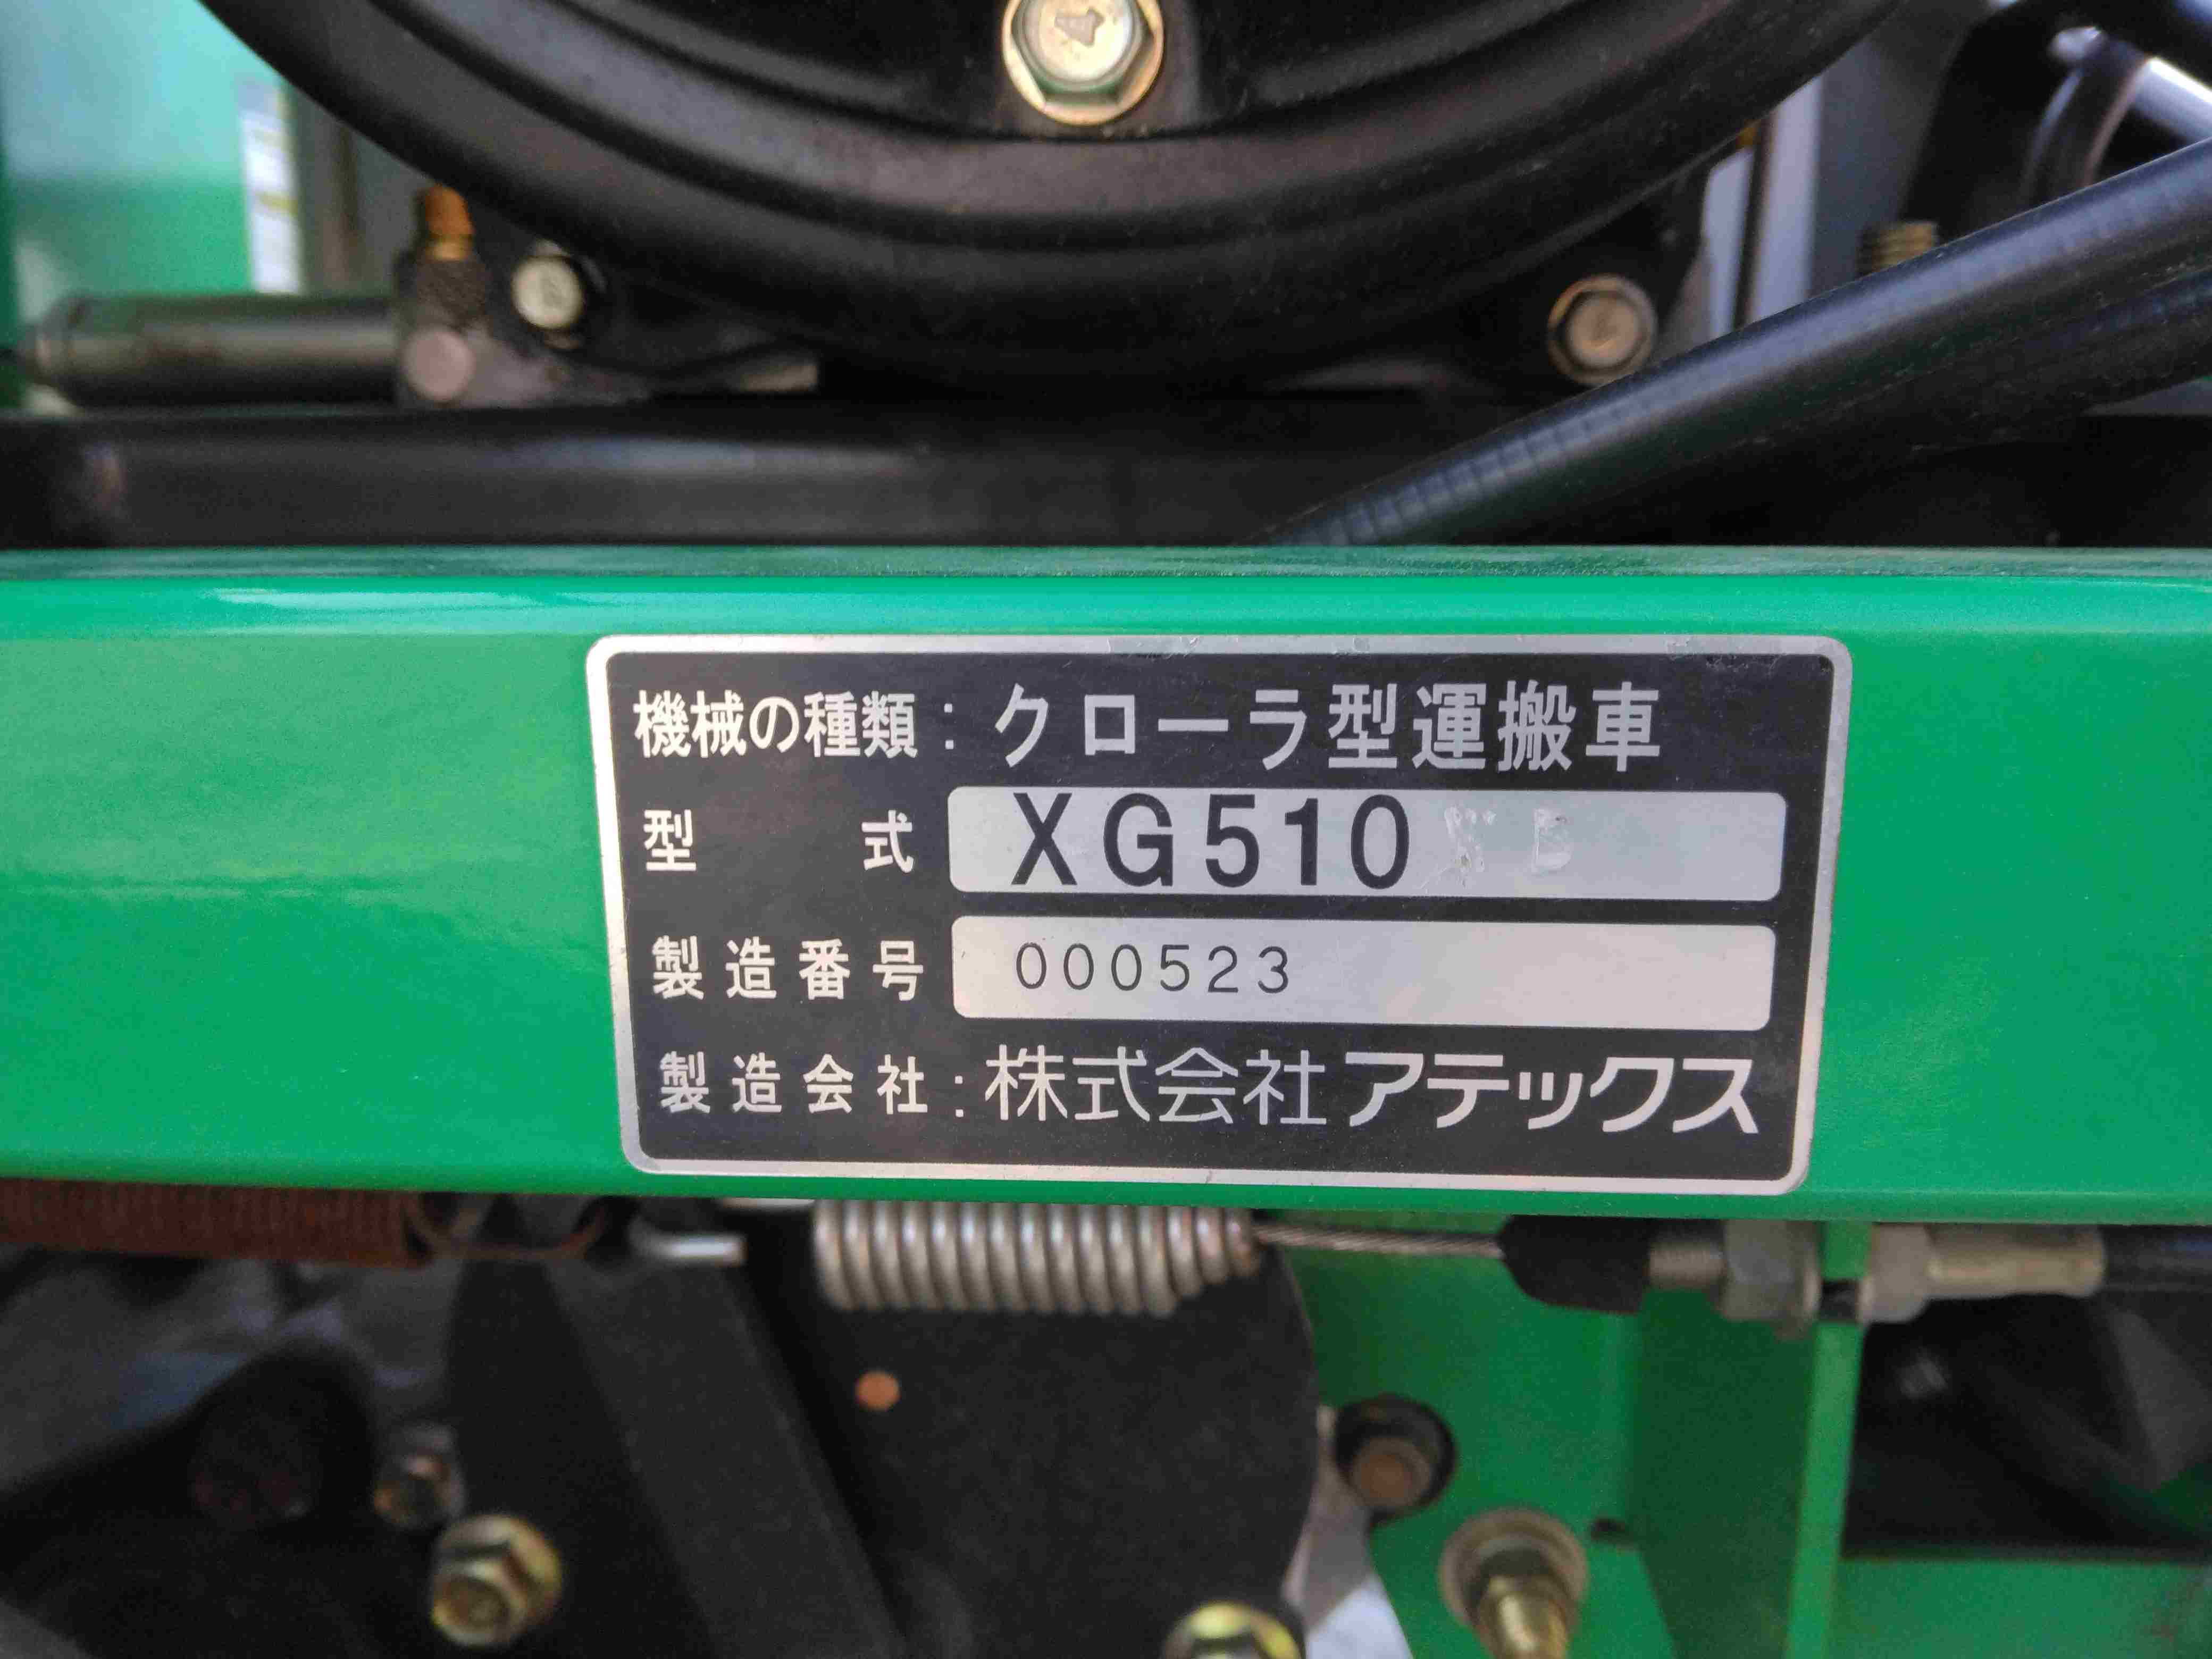 機械の種類：クローラ型運搬車
型式 XG510
製造番号 000523
製造会社：株式会社アテックス